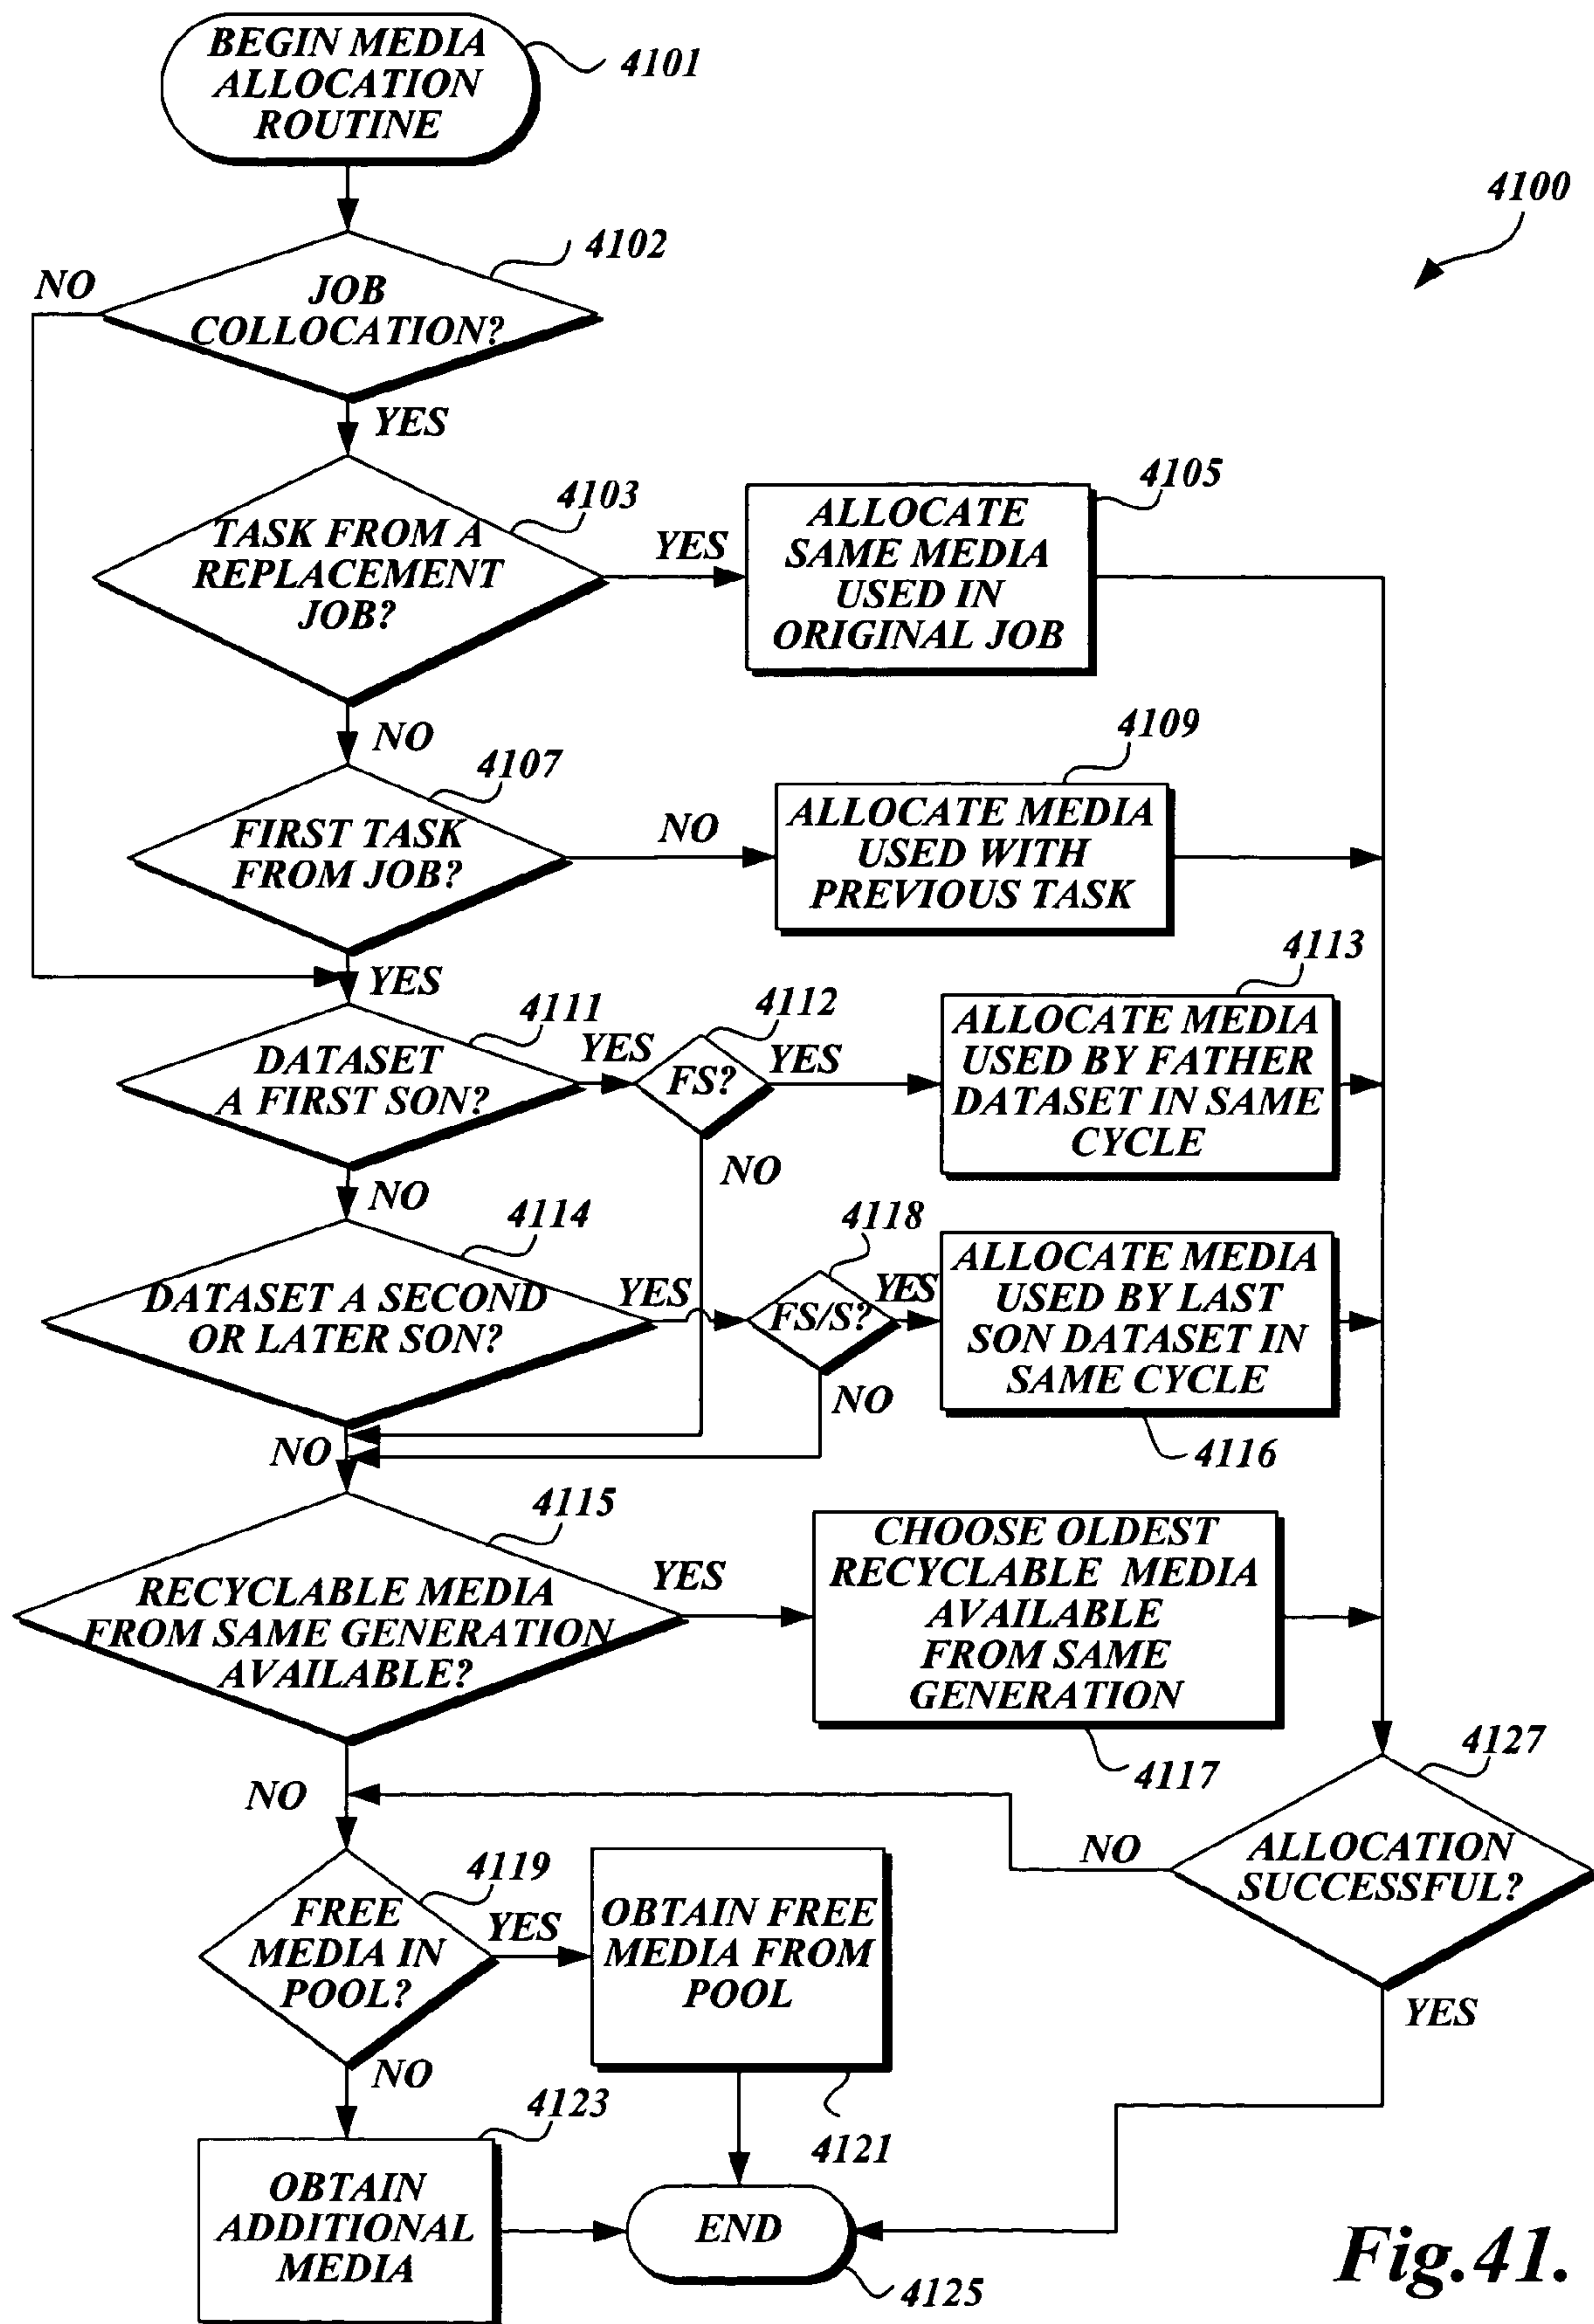 BEGIN MEDIA
ALLOCATION
ROUTINE
4101
4100
4102
NO
JOB
COLLOCATION?
YES
4103
TASK FROM A
REPLACEMENT
JOB?
YES
4105
ALLOCATE
SAME MEDIA
USED IN
ORIGINAL JOB
NO
4107
FIRST TASK
FROM JOB?
NO
4109
ALLOCATE MEDIA
USED WITH
PREVIOUS TASK
YES
4111
DATASET
A FIRST SON?
YES
4112
FS?
YES
4113
ALLOCATE MEDIA
USED BY FATHER
DATASET IN SAME
CYCLE
NO
NO
4114
DATASET A SECOND
OR LATER SON?
YES
4118
FS/S?
YES
ALLOCATE MEDIA
USED BY LAST
SON DATASET IN
SAME CYCLE
4116
NO
NO
4115
RECYCLABLE MEDIA
FROM SAME GENERATION
AVAILABLE?
YES
CHOOSE OLDEST
RECYCLABLE MEDIA
AVAILABLE
FROM SAME
GENERATION
4117
4127
ALLOCATION
SUCCESSFUL?
NO
YES
NO
4119
FREE
MEDIA IN
POOL?
YES
OBTAIN FREE
MEDIA FROM
POOL
4121
NO
4123
OBTAIN
ADDITIONAL
MEDIA
END
4125
Fig.41.